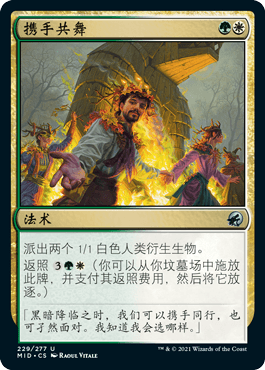 携手共舞
法术
派出两个 1/1 白色人类衍生生物。
返照 3（你可以从你坟墓场中施放
此牌，并支付其返照费用，然后将它放
逐。）
「黑暗降临之时，我们可以携手同行，也
可孑然面对。我知道我会选哪样。」
229/277 U
MID • CS RAOUL VITALE
™ & © 2021 Wizards of the Coast